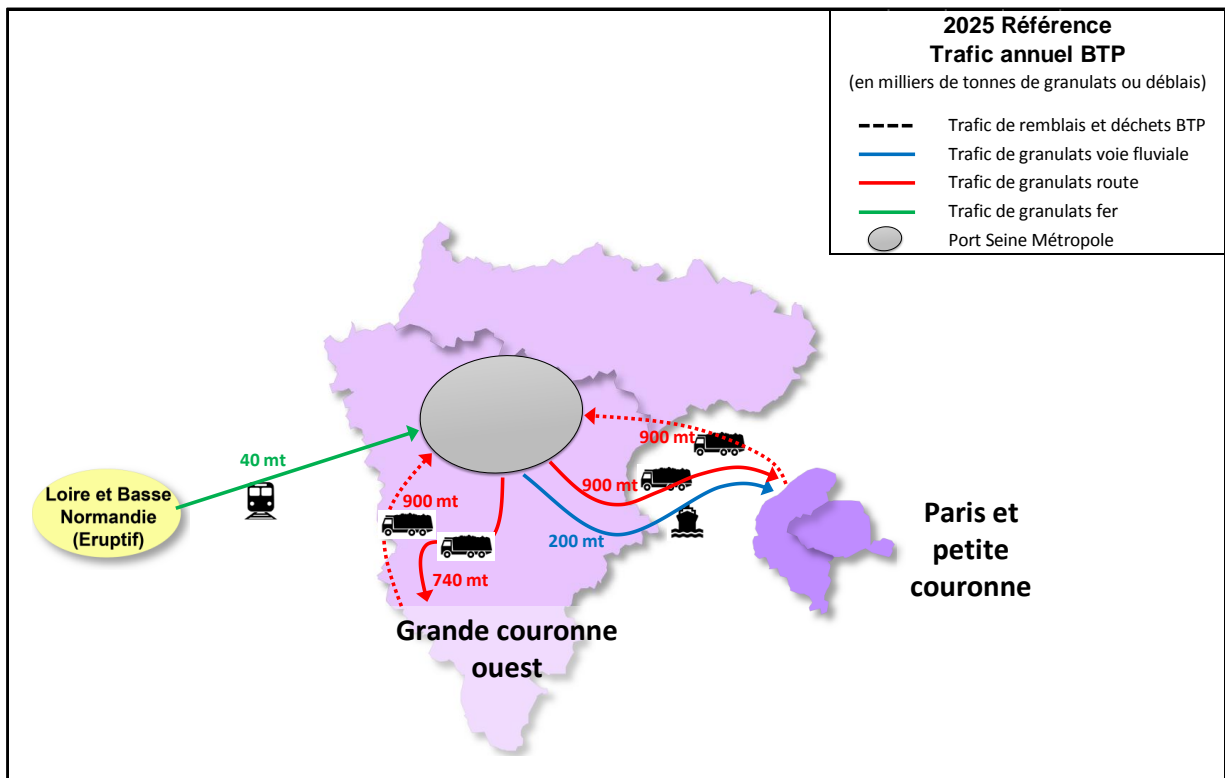 2025 Référence
Trafic annuel BTP
(en milliers de tonnes de granulats ou déblais)
Trafic de remblais et déchets BTP
Trafic de granulats voie fluviale
Trafic de granulats route
Trafic de granulats fer
Port Seine Métropole
900 mt
40 mt
900 mt
900 mt
Loire et Basse
Normandie
(Eruptif)
200 mt
740 mt
Paris et
petite
couronne
Grande couronne
ouest